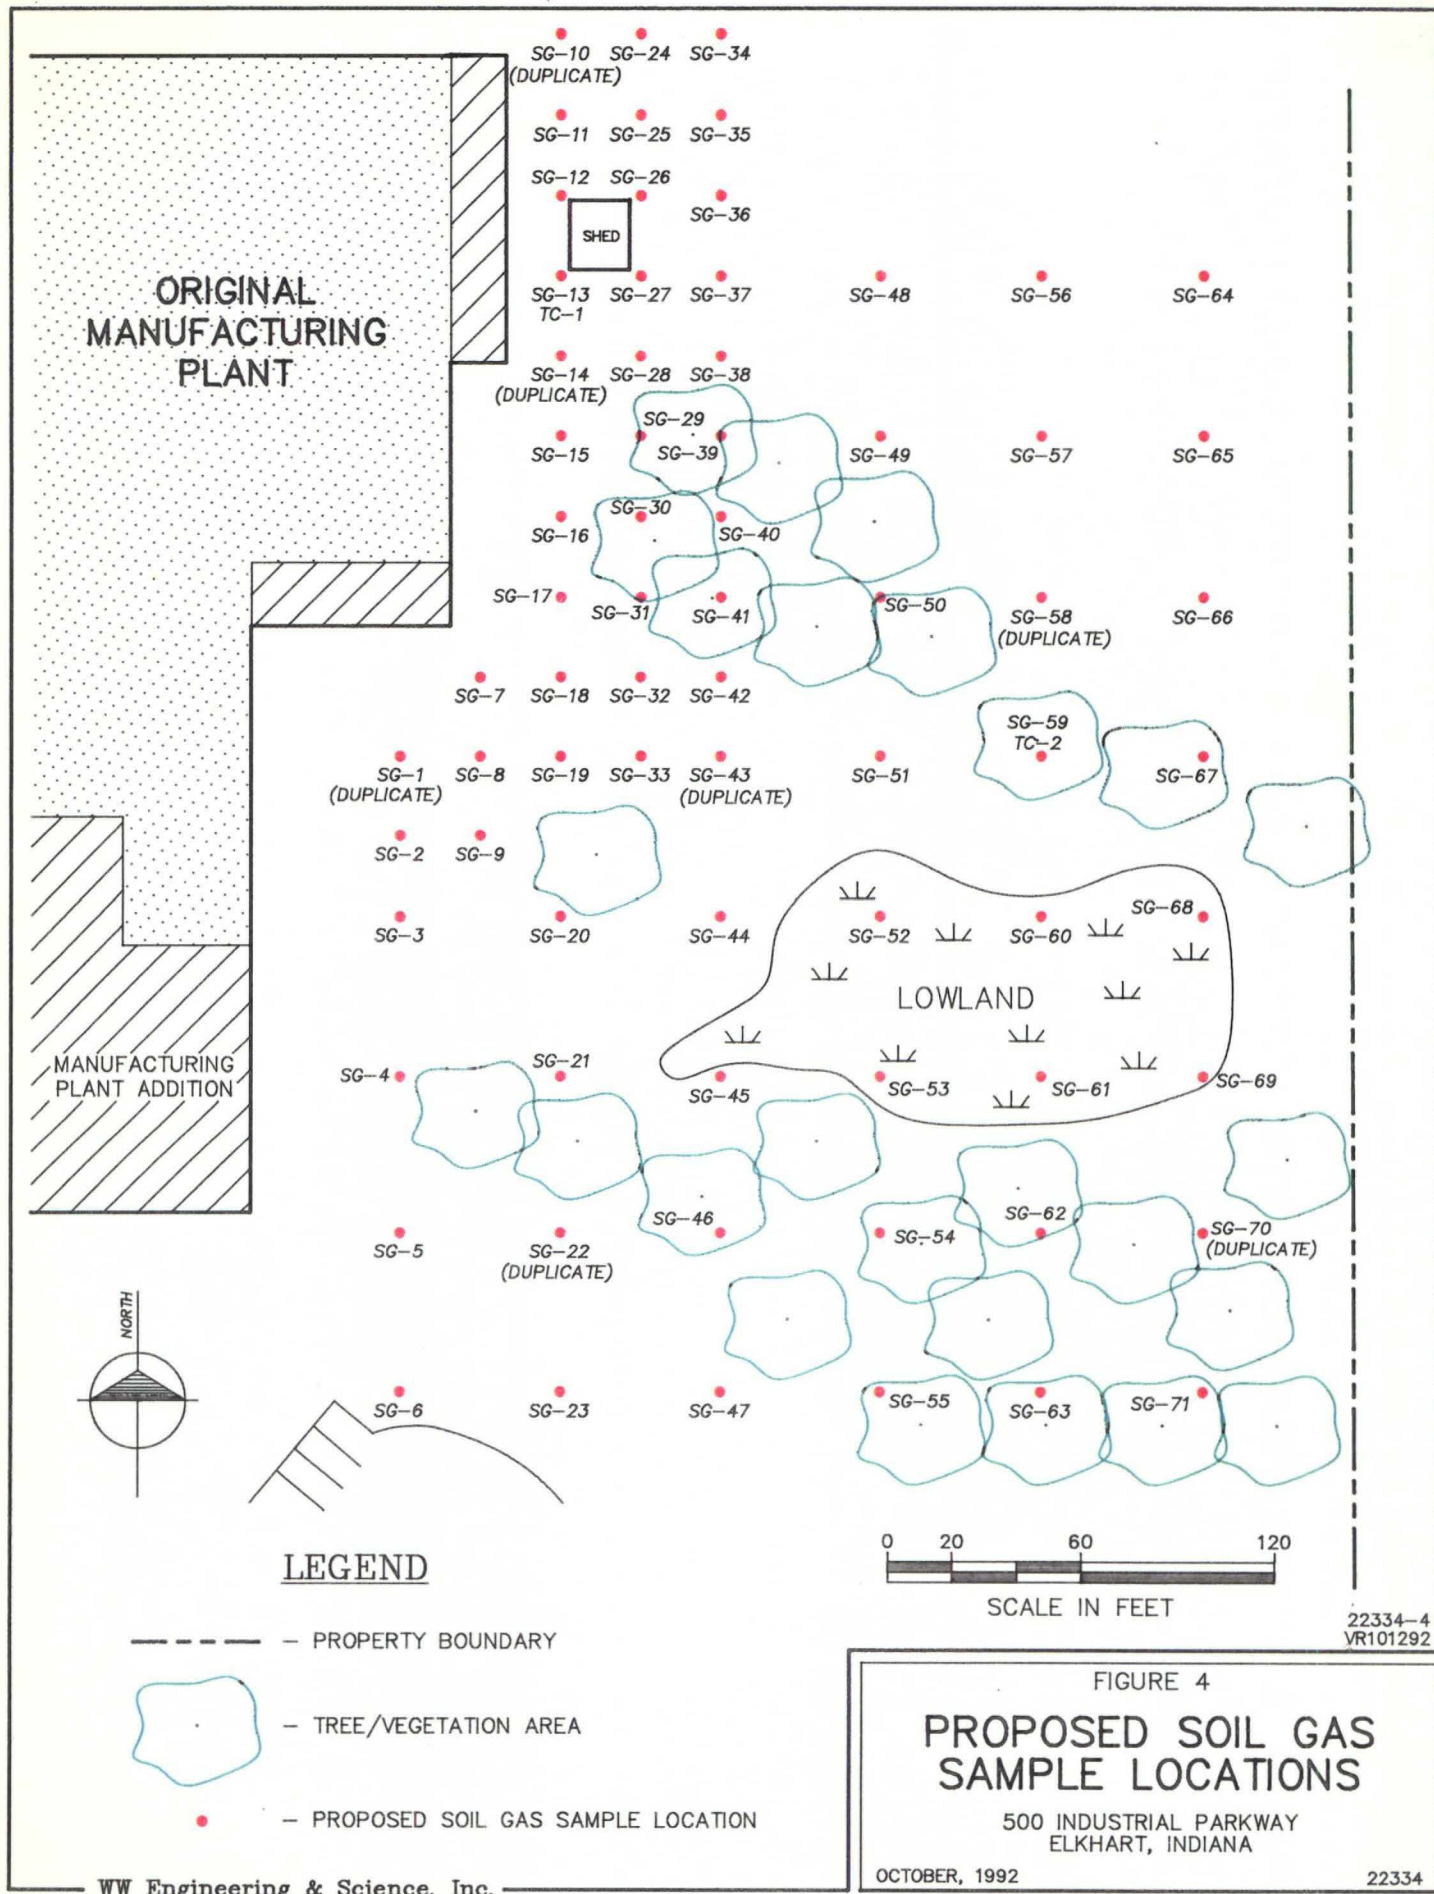 SG-10 SG-24 SG-34
(DUPLICATE)
SG-11 SG-25 SG-35
SG-12 SG-26
SG-36
SHED
ORIGINAL
MANUFACTURING
PLANT
SG-13 SG-27 SG-37 SG-48 SG-56 SG-64
TC-1
SG-14 SG-28 SG-38
(DUPLICATE)
SG-29
SG-15 SG-39 SG-49 SG-57 SG-65
SG-30
SG-16 SG-40
SG-17 SG-31 SG-41 SG-50 SG-58 SG-66
(DUPLICATE)
SG-7 SG-18 SG-32 SG-42
SG-59
TC-2
SG-1 SG-8 SG-19 SG-33 SG-43 SG-51 SG-67
(DUPLICATE) (DUPLICATE)
SG-2 SG-9
SG-68
SG-3 SG-20 SG-44 SG-52 SG-60
LOWLAND
MANUFACTURING
PLANT ADDITION
SG-21
SG-4 SG-45 SG-53 SG-61 SG-69
SG-46 SG-62
SG-5 SG-22 SG-54 SG-70
(DUPLICATE) (DUPLICATE)
NORTH
SG-6 SG-23 SG-47 SG-55 SG-63 SG-71
0 20 60 120
SCALE IN FEET
LEGEND
- PROPERTY BOUNDARY
- TREE/VEGETATION AREA
- PROPOSED SOIL GAS SAMPLE LOCATION
22334-4
VR101292
FIGURE 4
PROPOSED SOIL GAS
SAMPLE LOCATIONS
500 INDUSTRIAL PARKWAY
ELKHART, INDIANA
OCTOBER, 1992 22334
WW Engineering & Science, Inc.